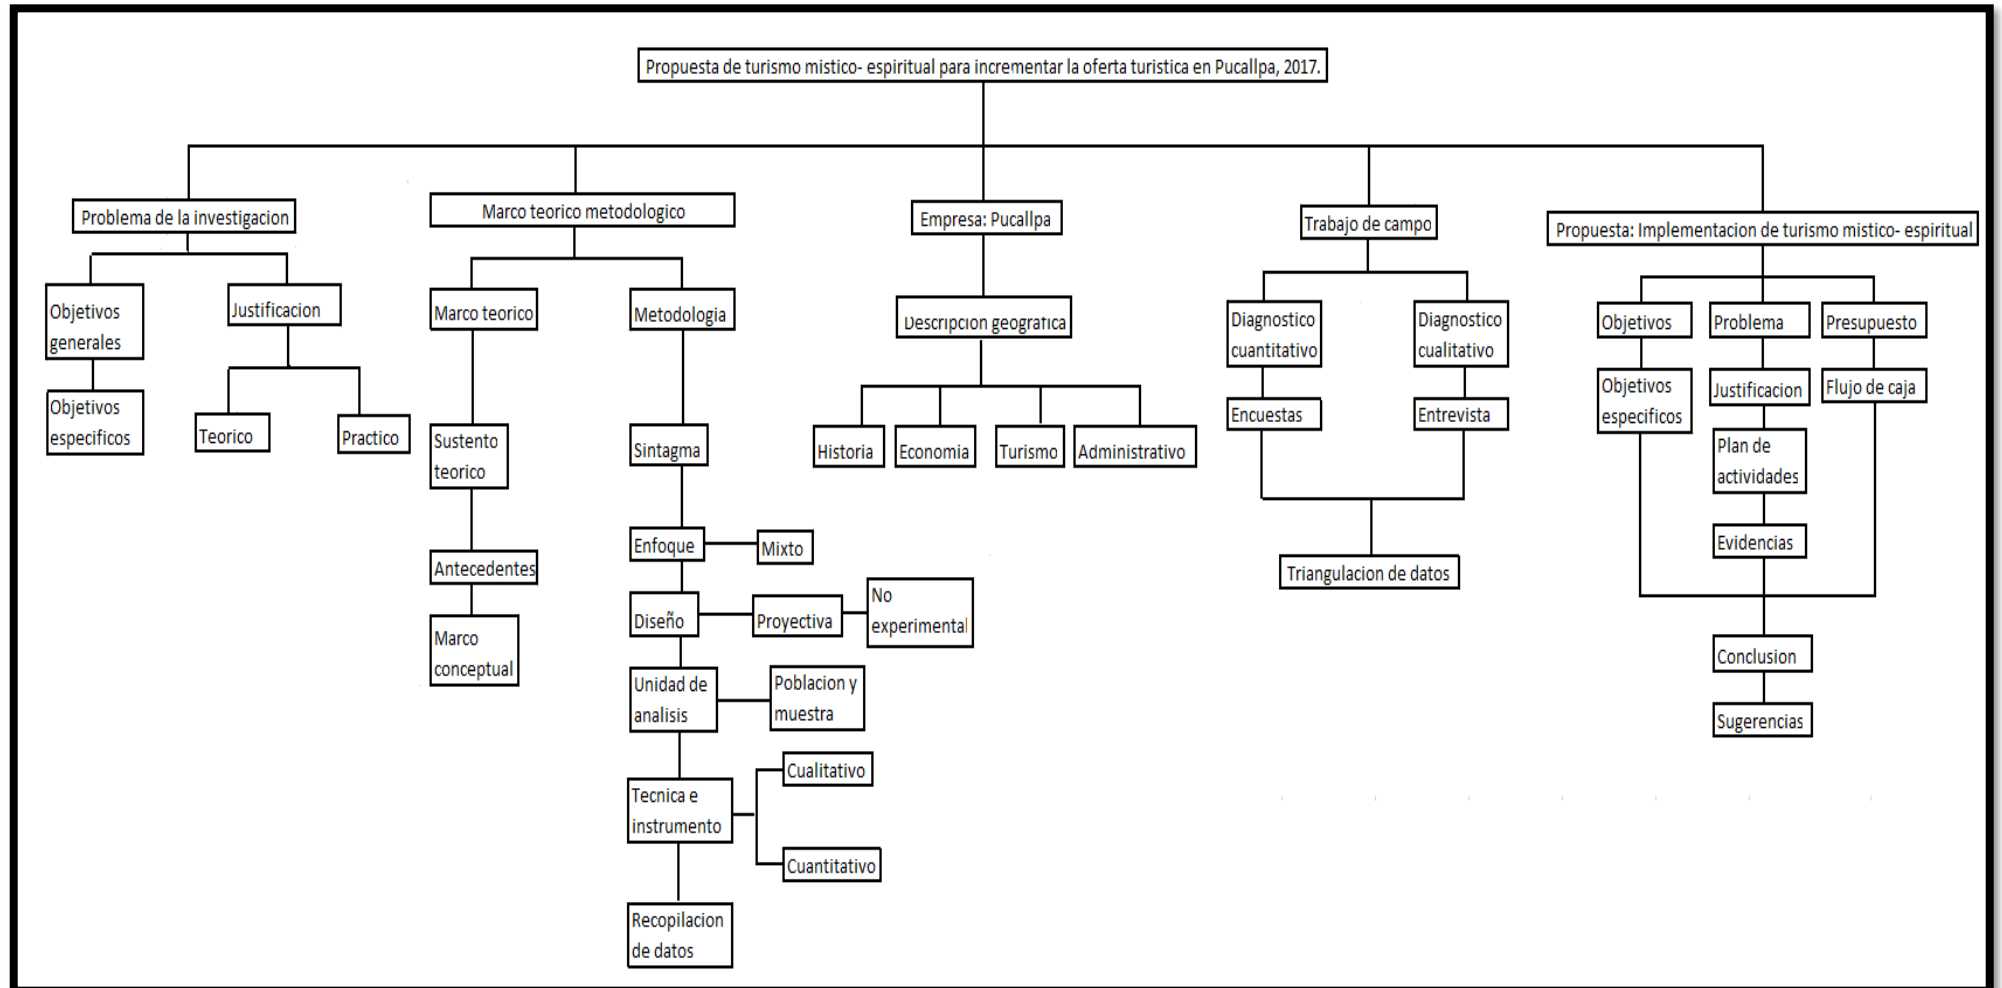 Propuesta de turismo mistico- espiritual para incrementar la oferta turistica en Pucallpa, 2017.
Problema de la investigacion
Objetivos
generales
Objetivos
especificos
Justificacion
Teorico
Practico
Marco teorico metodologico
Marco teorico
Sustento
teorico
Antecedentes
Marco
conceptual
Metodologia
Sintagma
Enfoque
Mixto
Diseño
Proyectiva
No
experimental
Unidad de
analisis
Poblacion y
muestra
Tecnica e
instrumento
Cualitativo
Cuantitativo
Recopilacion
de datos
Empresa: Pucallpa
Descripcion geografica
Historia
Economia
Turismo
Administrativo
Trabajo de campo
Diagnostico
cuantitativo
Encuestas
Diagnostico
cualitativo
Entrevista
Triangulacion de datos
Propuesta: Implementacion de turismo mistico- espiritual
Objetivos
Objetivos
especificos
Problema
Justificacion
Plan de
actividades
Evidencias
Presupuesto
Flujo de caja
Conclusion
Sugerencias